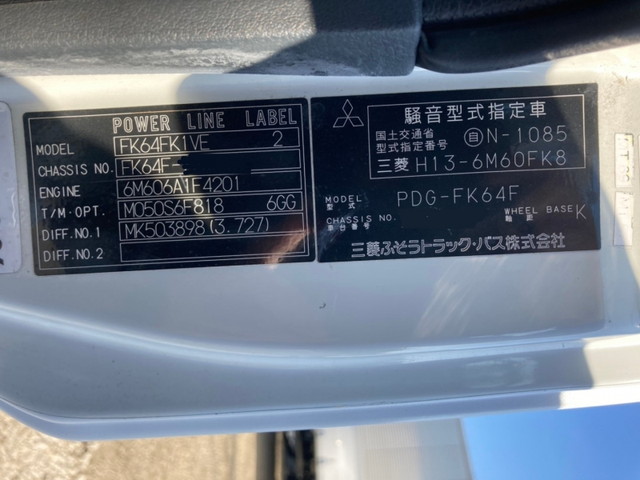 POWER LINE LABEL
MODEL FK64FK1VE 2
CHASSIS NO. FK64F-
ENGINE 6M606A1F4201
T/M・OPT. M050S6F818 6GG
DIFF.NO.1 MK503898(3.727)
DIFF.NO.2
騒音型式指定車
国土交通省
型式指定番号 自N-1085
三菱 H13-6M60FK8
MODEL
型式 PDG-FK64F
CHASSIS NO.
車台番号
WHEEL BASE
軸距 K
三菱ふそうトラック・バス株式会社